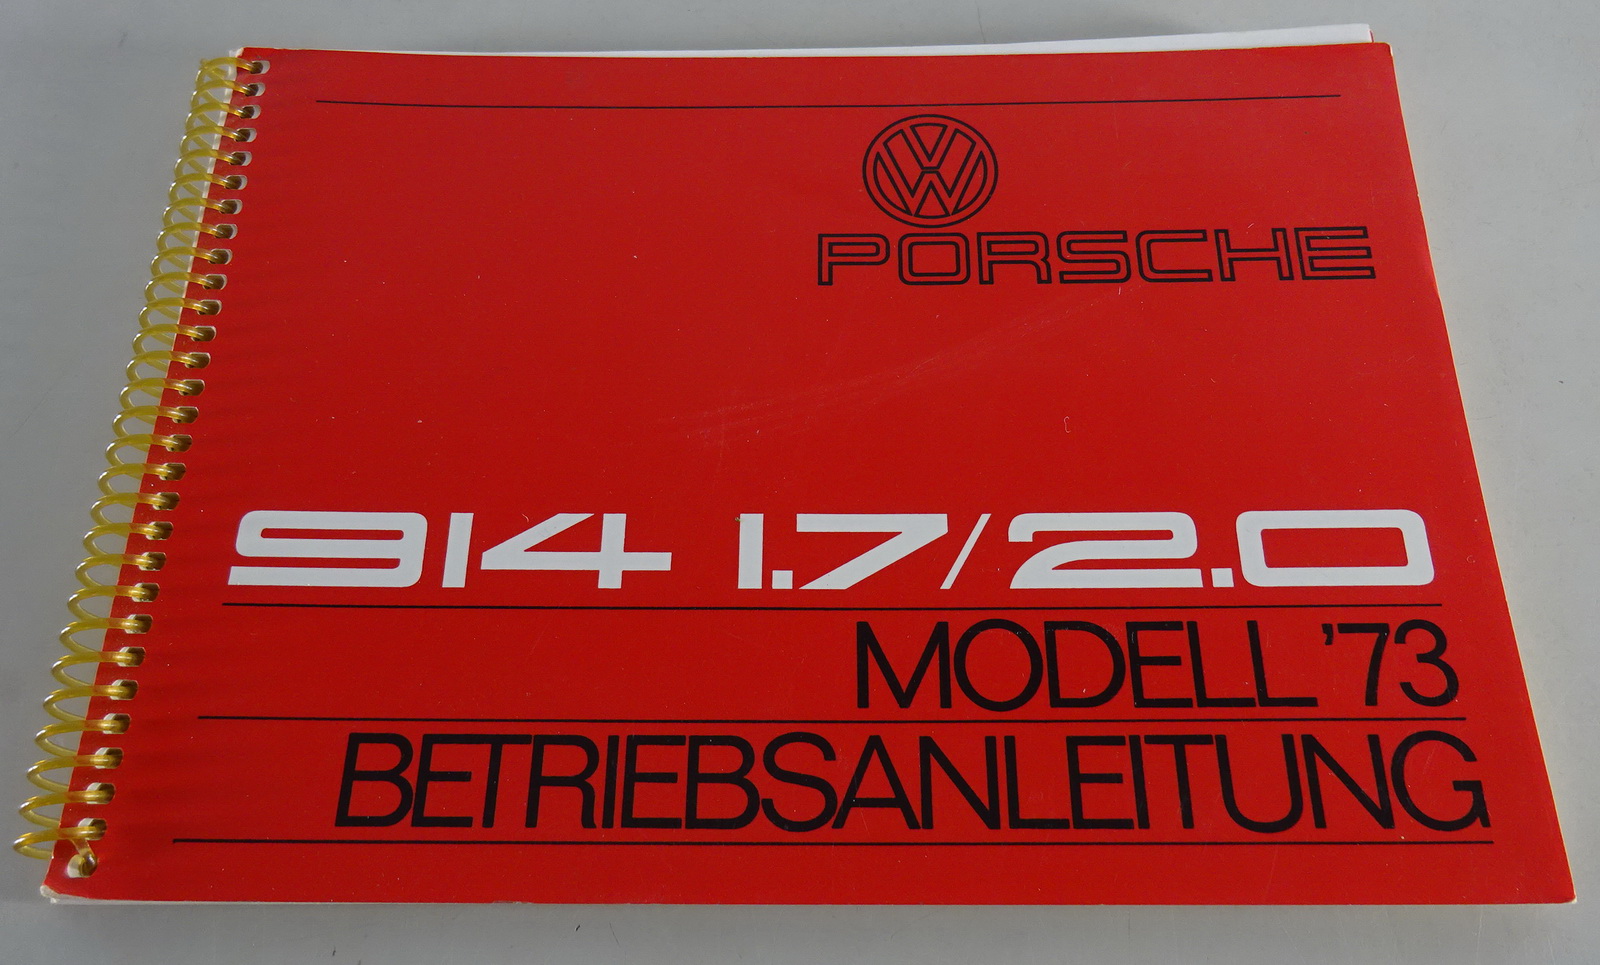 VW
PORSCHE
914 1.7/2.0
MODELL '73
BETRIEBSANLEITUNG